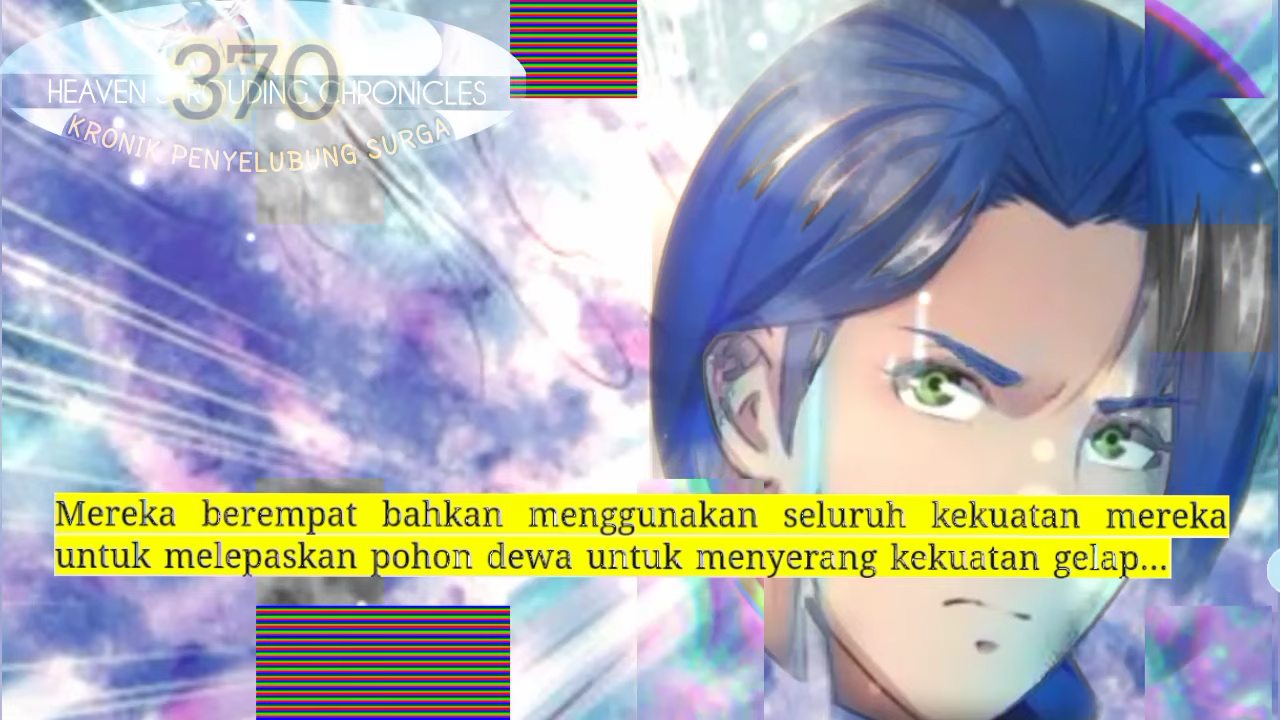 370
HEAVEN SHROUDING CHRONICLES
KRONIK PENYELUBUNG SURGA
Mereka berempat bahkan menggunakan seluruh kekuatan mereka
untuk melepaskan pohon dewa untuk menyerang kekuatan gelap...